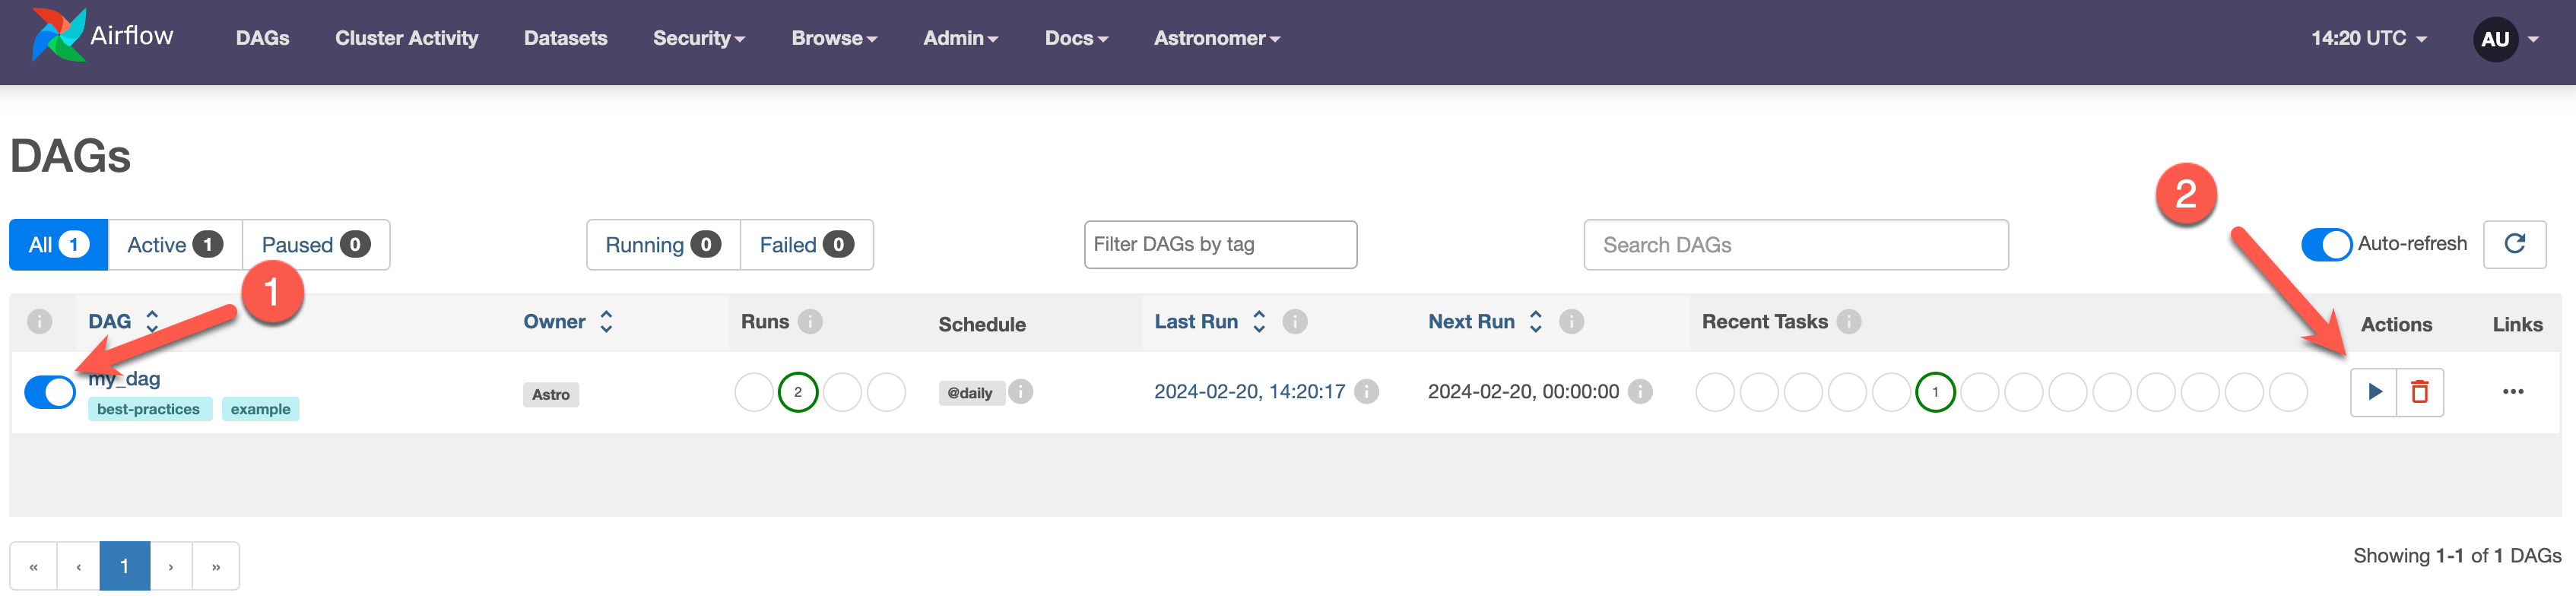 Airflow DAGs Cluster Activity Datasets Security Browse Admin Docs Astronomer 14:20 UTC AU
DAGs
2
All 1 Active 1 Paused 0 Running 0 Failed 0 Filter DAGs by tag Search DAGs Auto-refresh
1
i DAG Owner Runs i Schedule Last Run i Next Run i Recent Tasks i Actions Links
my_dag Astro 2 @daily i 2024-02-20, 14:20:17 i 2024-02-20, 00:00:00 i 1 ...
best-practices example
« ‹ 1 › » Showing 1-1 of 1 DAGs